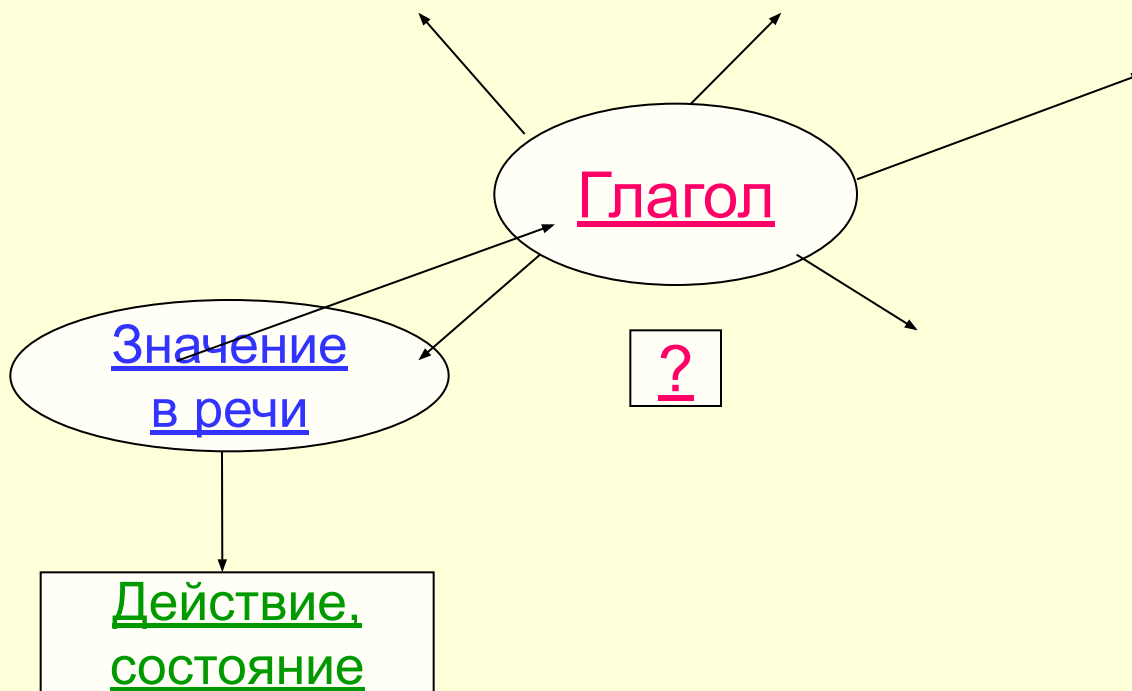 Глагол
Значение
в речи
?
Действие,
состояние